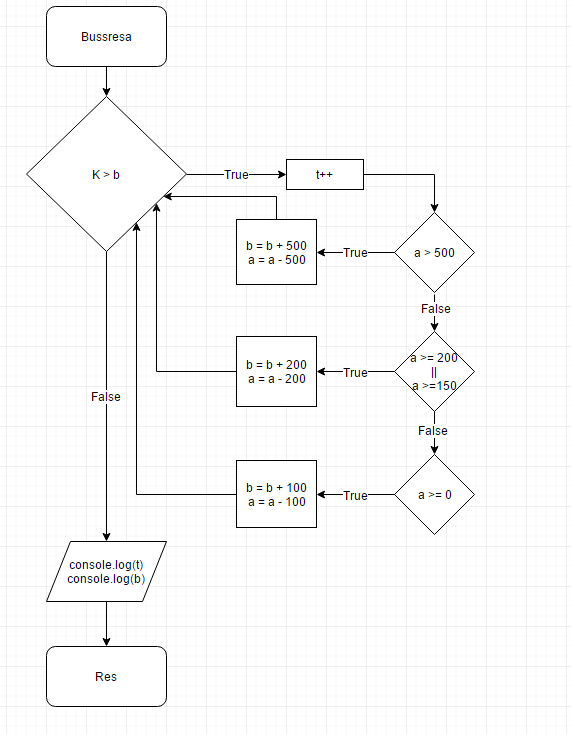 Bussresa
K > b
True
t++
b = b + 500
a = a - 500
True
a > 500
False
b = b + 200
a = a - 200
True
a >= 200
||
a >=150
False
False
b = b + 100
a = a - 100
True
a >= 0
console.log(t)
console.log(b)
Res